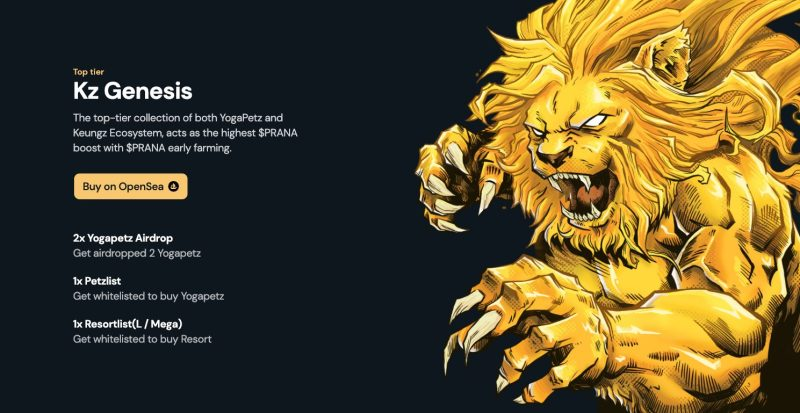 Top tier
Kz Genesis
The top-tier collection of both YogaPetz and
Keungz Ecosystem, acts as the highest $PRANA
boost with $PRANA early farming.
Buy on OpenSea
2x Yogapetz Airdrop
Get airdropped 2 Yogapetz
1x Petzlist
Get whitelisted to buy Yogapetz
1x Resortlist(L / Mega)
Get whitelisted to buy Resort